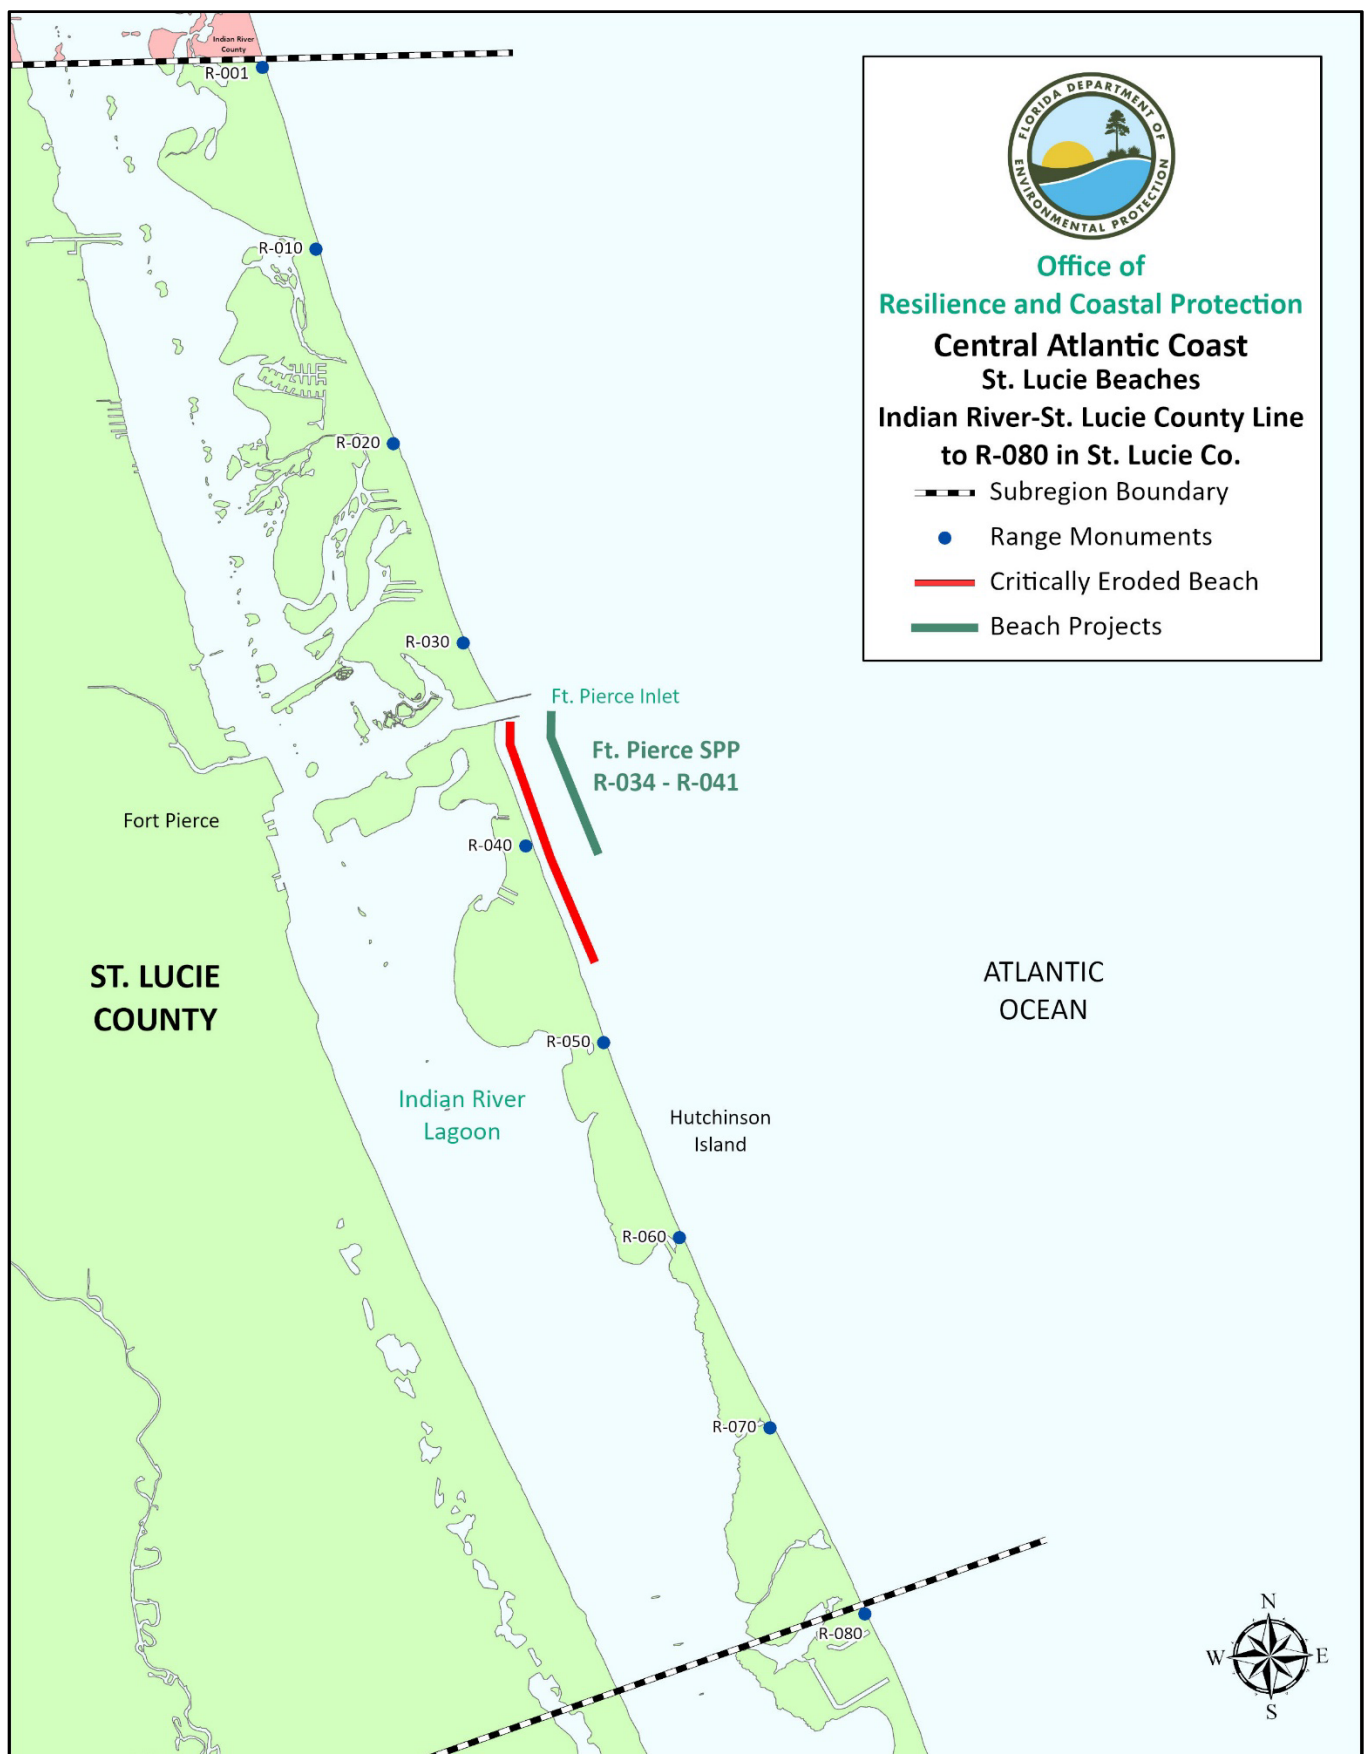 Indian River
County
R-001
FLORIDA DEPARTMENT OF
ENVIRONMENTAL PROTECTION
Office of
Resilience and Coastal Protection
Central Atlantic Coast
St. Lucie Beaches
Indian River-St. Lucie County Line
to R-080 in St. Lucie Co.
Subregion Boundary
Range Monuments
Critically Eroded Beach
Beach Projects
R-010
R-020
R-030
Ft. Pierce Inlet
Ft. Pierce SPP
R-034 - R-041
Fort Pierce
R-040
ST. LUCIE
COUNTY
ATLANTIC
OCEAN
R-050
Indian River
Lagoon
Hutchinson
Island
R-060
R-070
R-080
N
W
E
S